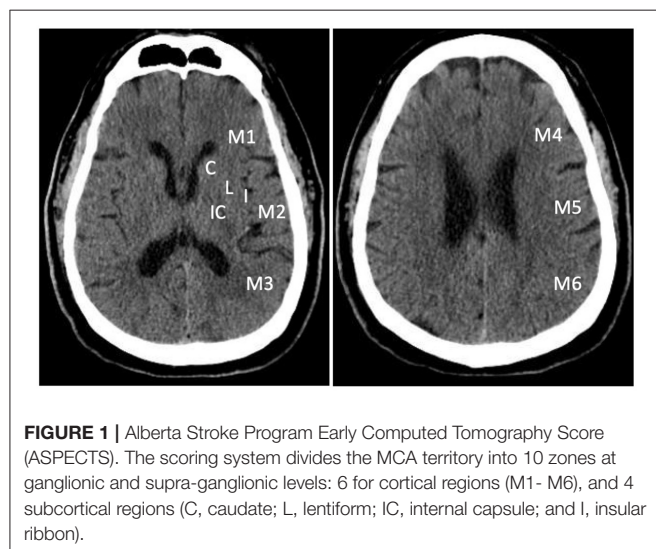 M1
C
L
I
IC
M2
M3
M4
M5
M6
FIGURE 1 | Alberta Stroke Program Early Computed Tomography Score
(ASPECTS). The scoring system divides the MCA territory into 10 zones at
ganglionic and supra-ganglionic levels: 6 for cortical regions (M1- M6), and 4
subcortical regions (C, caudate; L, lentiform; IC, internal capsule; and I, insular
ribbon).